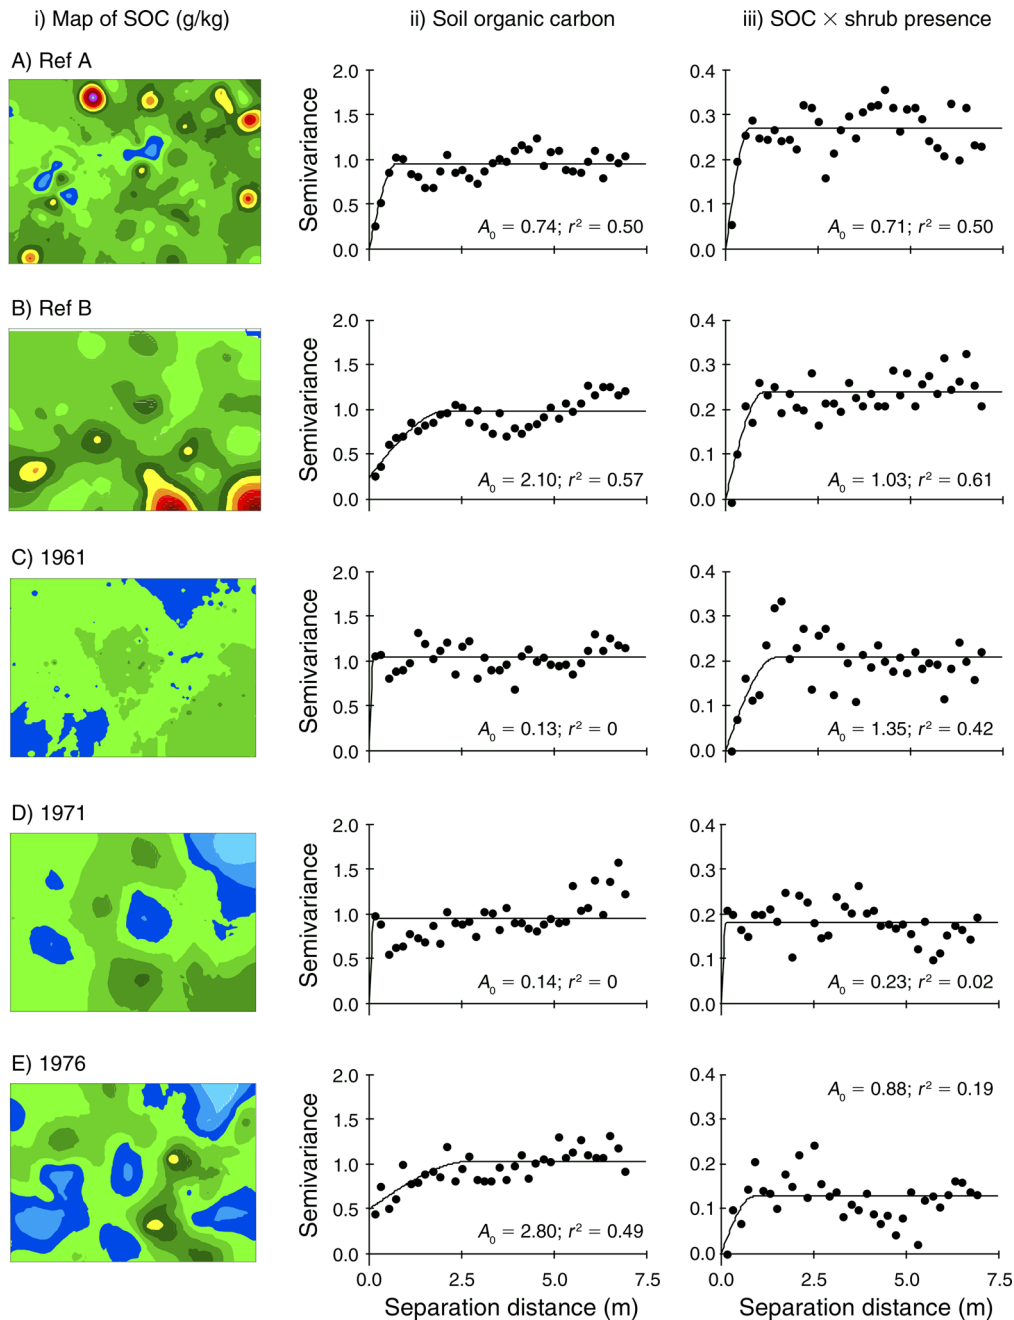 i) Map of SOC (g/kg)
ii) Soil organic carbon
iii) SOC × shrub presence
A) Ref A
Semivariance
2.0
1.5
1.0
0.5
0.0
A0 = 0.74; r² = 0.50
0.4
0.3
0.2
0.1
0.0
A0 = 0.71; r² = 0.50
B) Ref B
Semivariance
2.0
1.5
1.0
0.5
0.0
A0 = 2.10; r² = 0.57
0.4
0.3
0.2
0.1
0.0
A0 = 1.03; r² = 0.61
C) 1961
Semivariance
2.0
1.5
1.0
0.5
0.0
A0 = 0.13; r² = 0
0.4
0.3
0.2
0.1
0.0
A0 = 1.35; r² = 0.42
D) 1971
Semivariance
2.0
1.5
1.0
0.5
0.0
A0 = 0.14; r² = 0
0.4
0.3
0.2
0.1
0.0
A0 = 0.23; r² = 0.02
E) 1976
Semivariance
2.0
1.5
1.0
0.5
0.0
A0 = 2.80; r² = 0.49
0.0 2.5 5.0 7.5
Separation distance (m)
0.4
0.3
0.2
0.1
0.0
A0 = 0.88; r² = 0.19
0.0 2.5 5.0 7.5
Separation distance (m)